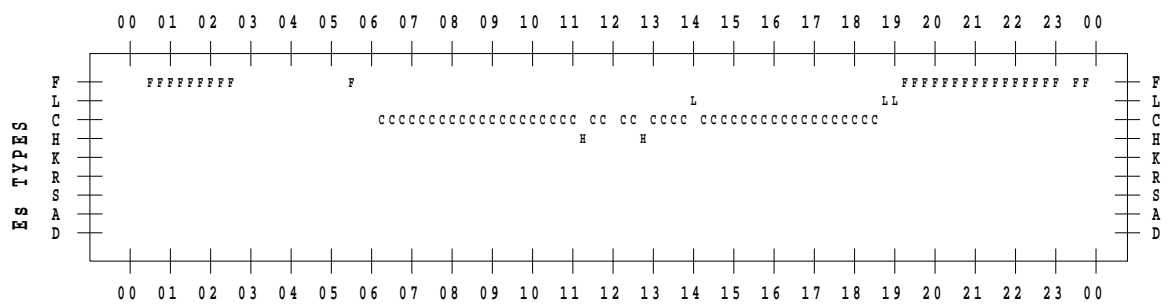 00 01 02 03 04 05 06 07 08 09 10 11 12 13 14 15 16 17 18 19 20 21 22 23 00
F FFFFFFFFF F FFFFFFFFFFFFFFFF FF F
L L LL L
C CCCCCCCCCCCCCCCCCCCC CC CC CCCC CCCCCCCCCCCCCCCCCC C
H H H H
K K
R R
S S
A A
D D
Es TYPES
00 01 02 03 04 05 06 07 08 09 10 11 12 13 14 15 16 17 18 19 20 21 22 23 00